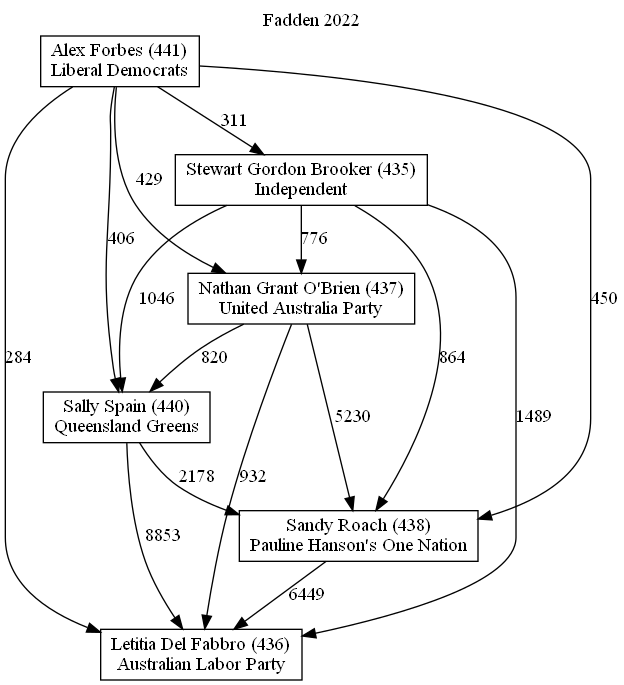 Fadden 2022
Alex Forbes (441)
Liberal Democrats
311
Stewart Gordon Brooker (435)
Independent
429
406
776
Nathan Grant O'Brien (437)
United Australia Party
1046
450
284
820
864
Sally Spain (440)
Queensland Greens
5230
1489
2178
932
Sandy Roach (438)
Pauline Hanson's One Nation
8853
6449
Letitia Del Fabbro (436)
Australian Labor Party